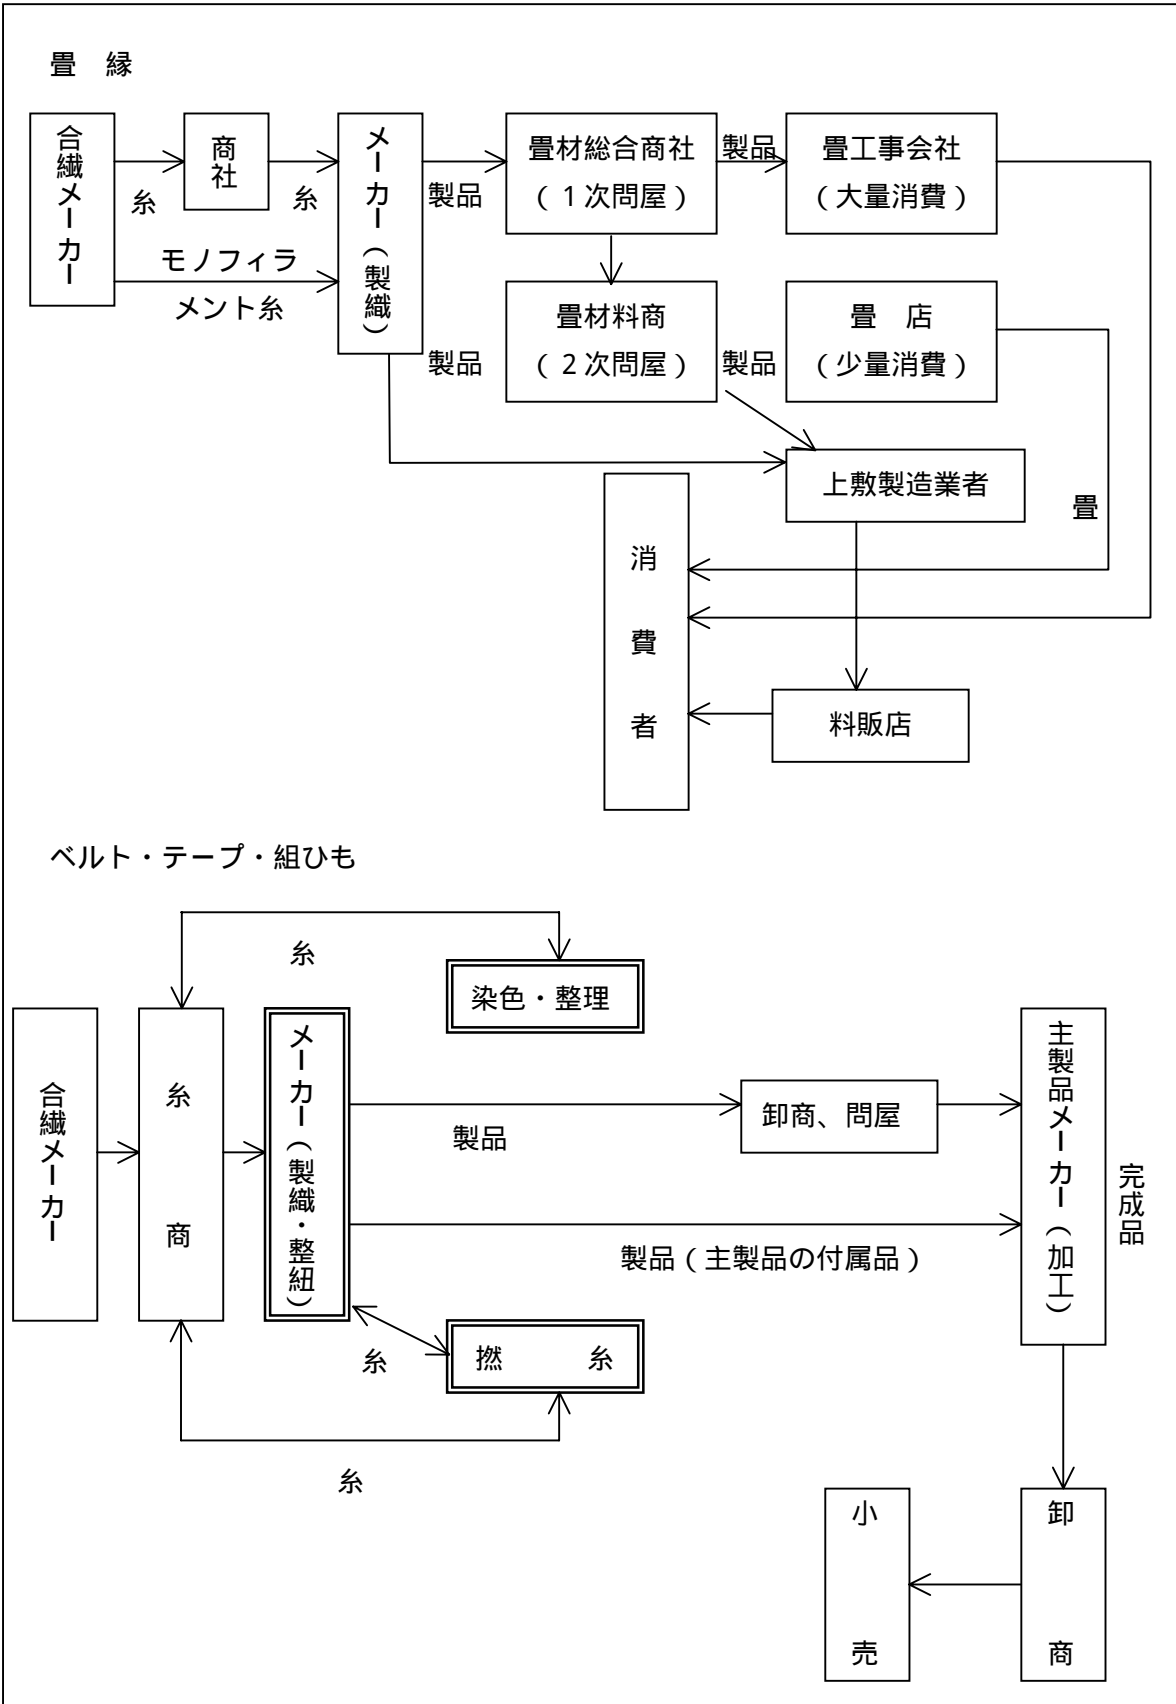 畳　縁
合繊メーカー
商社
メーカー（製織）
畳材総合商社
（１次問屋）
製品
畳工事会社
（大量消費）
糸
糸
製品
モノフィラ
メント糸
畳材料商
（２次問屋）
製品
製品
畳　店
（少量消費）
上敷製造業者
畳
消費者
料販店
ベルト・テープ・組ひも
糸
染色・整理
合繊メーカー
糸商
メーカー（製織・整紐）
製品
卸商、問屋
主製品メーカー（加工）
完成品
製品（主製品の付属品）
糸
撚　糸
糸
小売
卸商